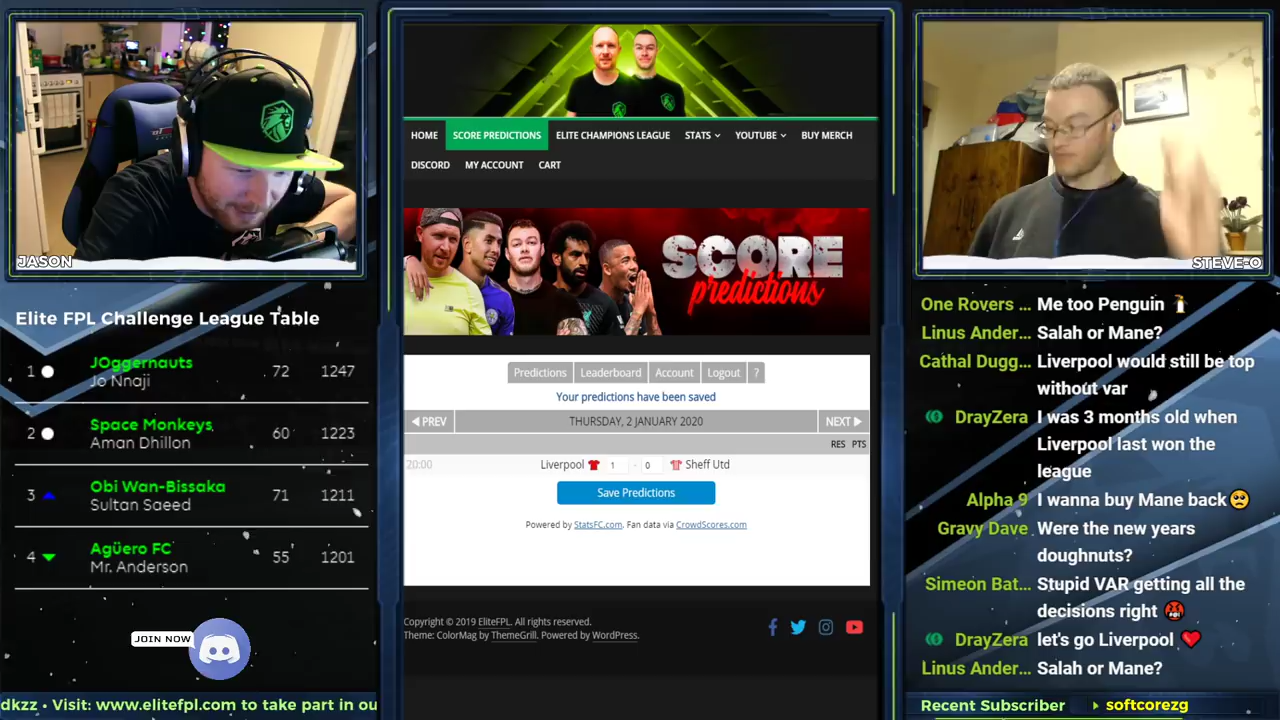 JASON
Elite FPL Challenge League Table
1 JOggernauts 72 1247
Jo Nnaji
2 Space Monkeys 60 1223
Aman Dhillon
3 Obi Wan-Bissaka 71 1211
Sultan Saeed
4 Agüero FC 55 1201
Mr. Anderson
JOIN NOW
dkzz • Visit: www.elitefpl.com to take part in ou
HOME SCORE PREDICTIONS ELITE CHAMPIONS LEAGUE STATS YOUTUBE BUY MERCH
DISCORD MY ACCOUNT CART
SCORE
predictions
Predictions Leaderboard Account Logout ?
Your predictions have been saved
PREV THURSDAY, 2 JANUARY 2020 NEXT
RES PTS
20:00 Liverpool 1 - 0 Sheff Utd
Save Predictions
Powered by StatsFC.com. Fan data via CrowdScores.com
Copyright © 2019 EliteFPL. All rights reserved.
Theme: ColorMag by ThemeGrill. Powered by WordPress.
STEVE-O
One Rovers ... Me too Penguin 🐧
Linus Ander... Salah or Mane?
Cathal Dugg... Liverpool would still be top
without var
DrayZera I was 3 months old when
Liverpool last won the
league
Alpha 9 I wanna buy Mane back🥺
Gravy Dave Were the new years
doughnuts?
Simeon Bat... Stupid VAR getting all the
decisions right 🤬
DrayZera let's go Liverpool ❤️
Linus Ander... Salah or Mane?
Recent Subscriber softcorezg